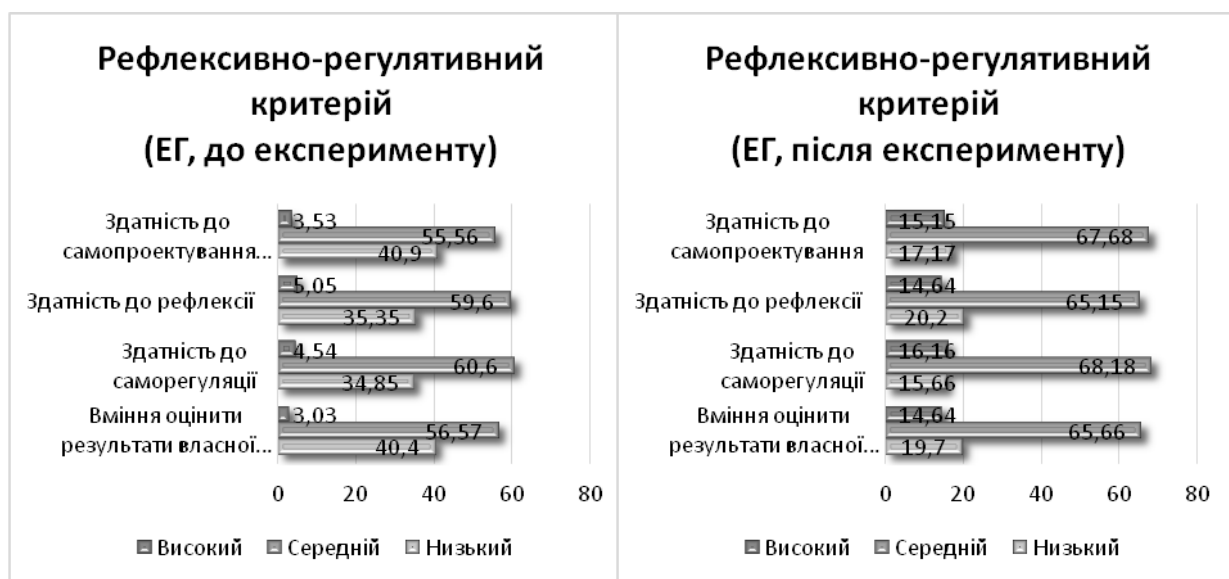 Рефлексивно-регулятивний
критерій
(ЕГ, до експерименту)
Здатність до
самопроектування...
3,53
55,56
40,9
Здатність до рефлексії
5,05
59,6
35,35
Здатність до
саморегуляції
4,54
60,6
34,85
Вміння оцінити
результати власної...
3,03
56,57
40,4
0 20 40 60 80
Високий Середній Низький
Рефлексивно-регулятивний
критерій
(ЕГ, після експерименту)
Здатність до
самопроектування
15,15
67,68
17,17
Здатність до рефлексії
14,64
65,15
20,2
Здатність до
саморегуляції
16,16
68,18
15,66
Вміння оцінити
результати власної...
14,64
65,66
19,7
0 20 40 60 80
Високий Середній Низький